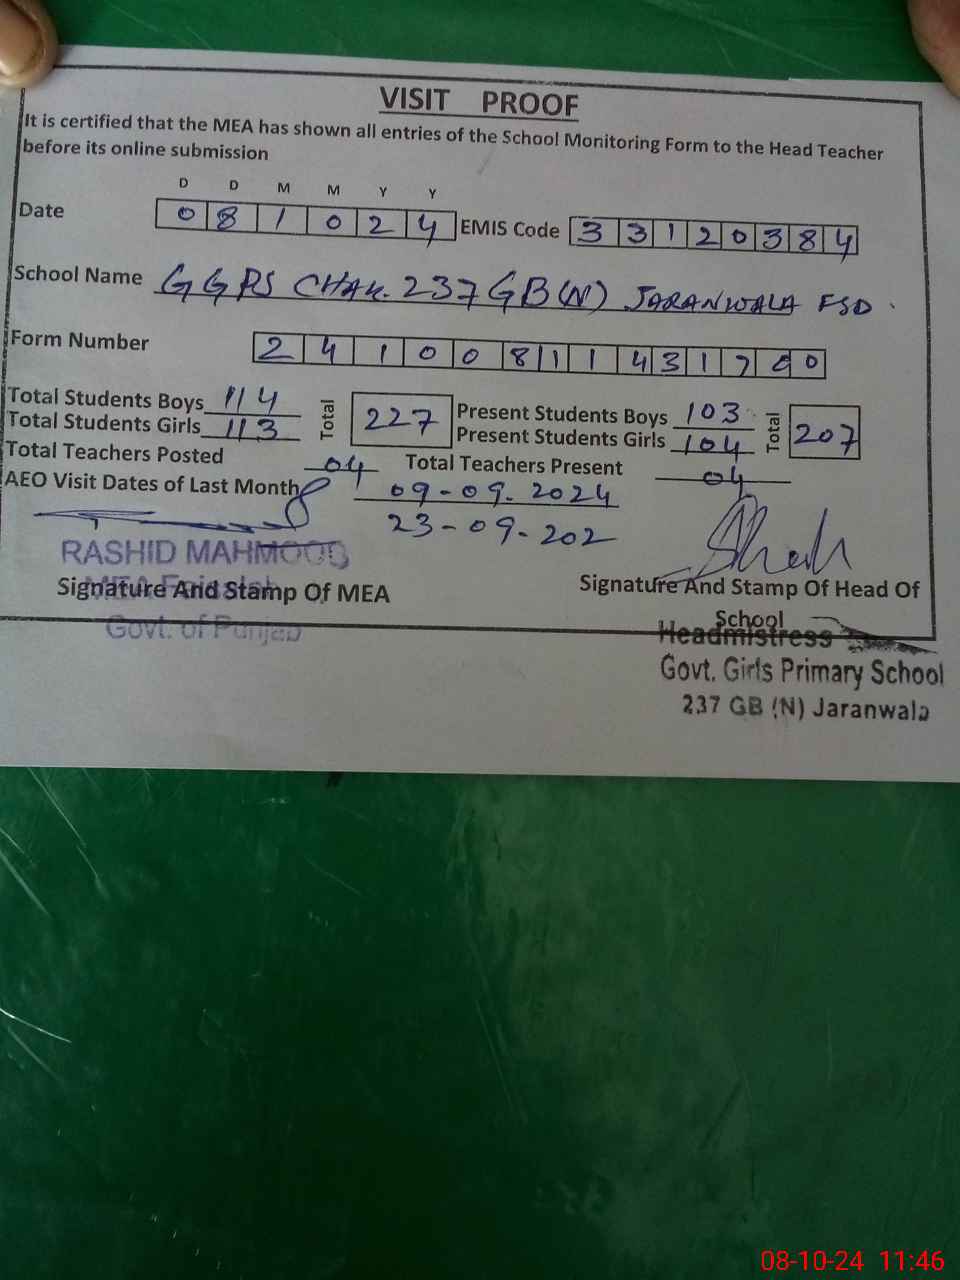 VISIT PROOF
It is certified that the MEA has shown all entries of the School Monitoring Form to the Head Teacher
before its online submission
D D M M Y Y
Date 0 8 1 0 2 4 EMIS Code 3 3 1 2 0 3 8 4
School Name GGPS CHAK. 237 GB(N) JARANWALA FSD
Form Number 2 4 1 0 0 8 1 1 4 3 1 7 0 0
Total Students Boys 114 Total 227 Present Students Boys 103 Total 207
Total Students Girls 113 Present Students Girls 104
Total Teachers Posted 04 Total Teachers Present 04
AEO Visit Dates of Last Month 09-09-2024
23-09-202
RASHID MAHMOOD
Signature And Stamp Of MEA
Govt. of Punjab
Signature And Stamp Of Head Of
School
Headmistress
Govt. Girls Primary School
237 GB (N) Jaranwala
08-10-24 11:46